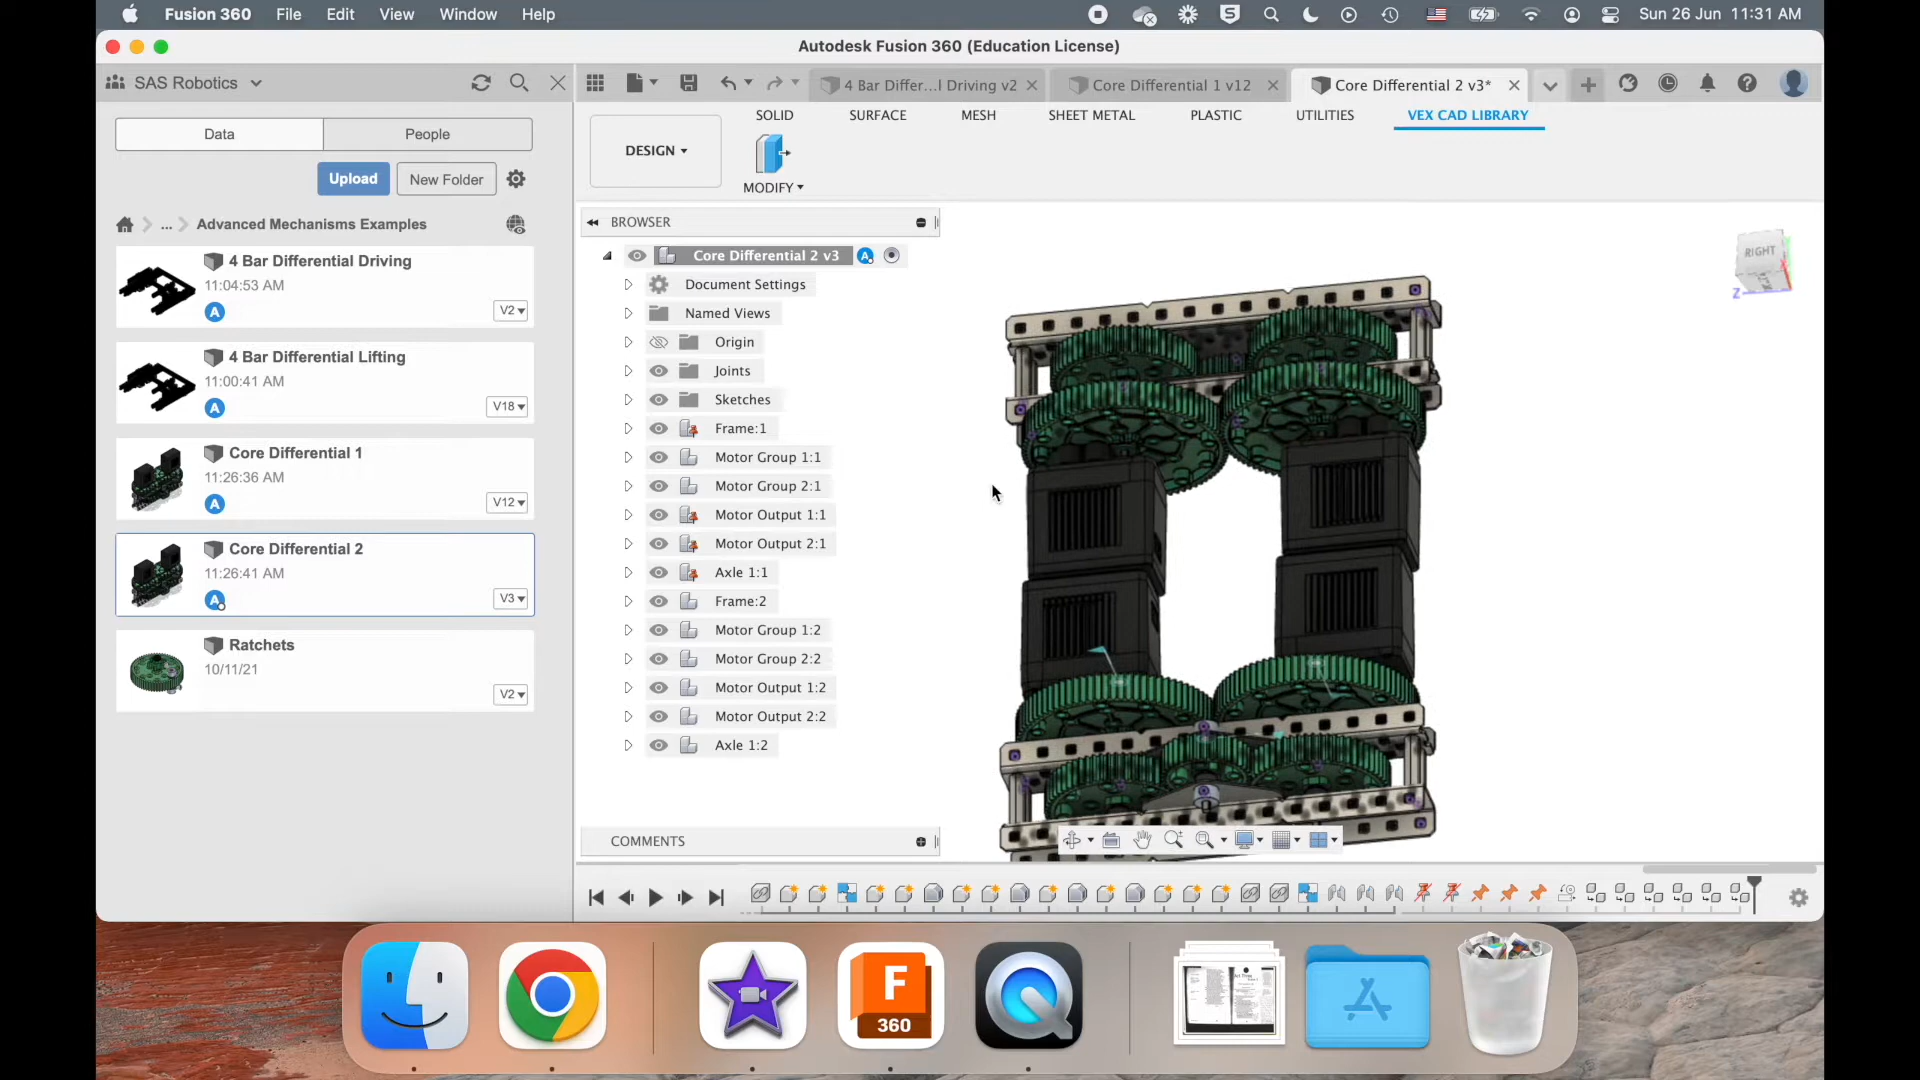 Fusion 360 File Edit View Window Help Sun 26 Jun 11:31 AM
Autodesk Fusion 360 (Education License)
SAS Robotics
4 Bar Differ...l Driving v2
Core Differential 1 v12
Core Differential 2 v3*
Data People
Upload New Folder
... Advanced Mechanisms Examples
4 Bar Differential Driving
11:04:53 AM
A
V2
4 Bar Differential Lifting
11:00:41 AM
A
V18
Core Differential 1
11:26:36 AM
A
V12
Core Differential 2
11:26:41 AM
A
V3
Ratchets
10/11/21
V2
SOLID SURFACE MESH SHEET METAL PLASTIC UTILITIES VEX CAD LIBRARY
DESIGN
MODIFY
BROWSER
Core Differential 2 v3 A
Document Settings
Named Views
Origin
Joints
Sketches
Frame:1
Motor Group 1:1
Motor Group 2:1
Motor Output 1:1
Motor Output 2:1
Axle 1:1
Frame:2
Motor Group 1:2
Motor Group 2:2
Motor Output 1:2
Motor Output 2:2
Axle 1:2
COMMENTS
RIGHT
Z
F
360